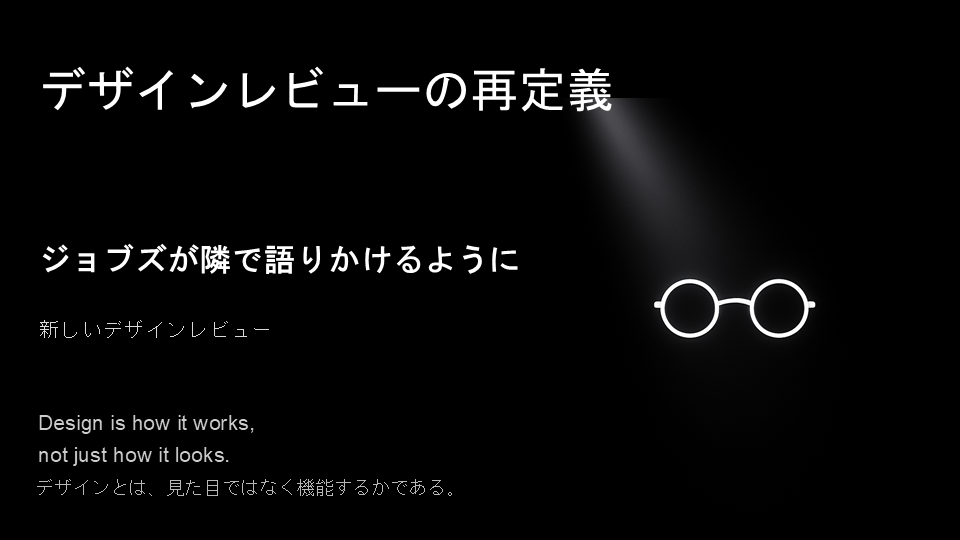 デザインレビューの再定義
ジョブズが隣で語りかけるように
新しいデザインレビュー
Design is how it works,
not just how it looks.
デザインとは、見た目ではなく機能するかである。